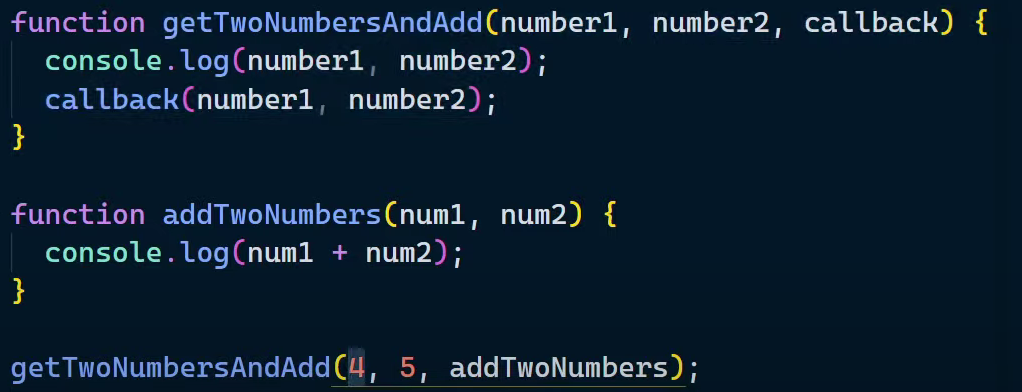 function getTwoNumbersAndAdd(number1, number2, callback) {
  console.log(number1, number2);
  callback(number1, number2);
}

function addTwoNumbers(num1, num2) {
  console.log(num1 + num2);
}

getTwoNumbersAndAdd(4, 5, addTwoNumbers);